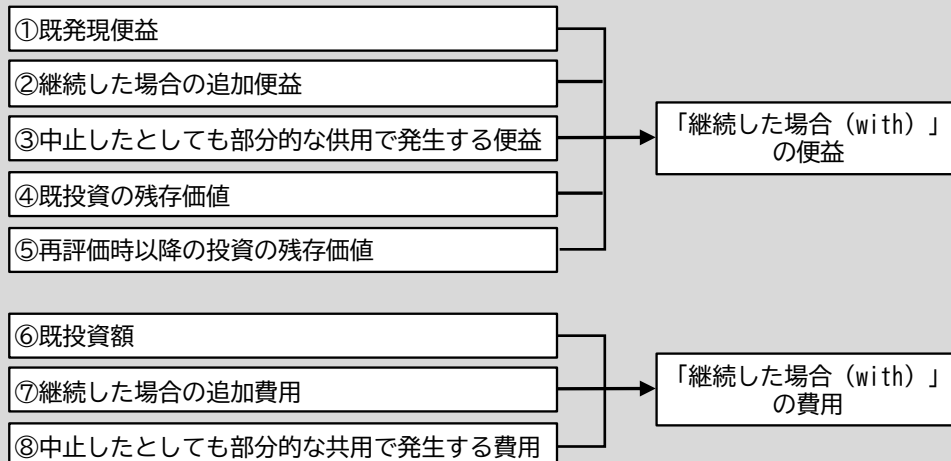 ①既発現便益
②継続した場合の追加便益
③中止したとしても部分的な供用で発生する便益
④既投資の残存価値
⑤再評価時以降の投資の残存価値
「継続した場合（with）」
の便益
⑥既投資額
⑦継続した場合の追加費用
⑧中止したとしても部分的な共用で発生する費用
「継続した場合（with）」
の費用